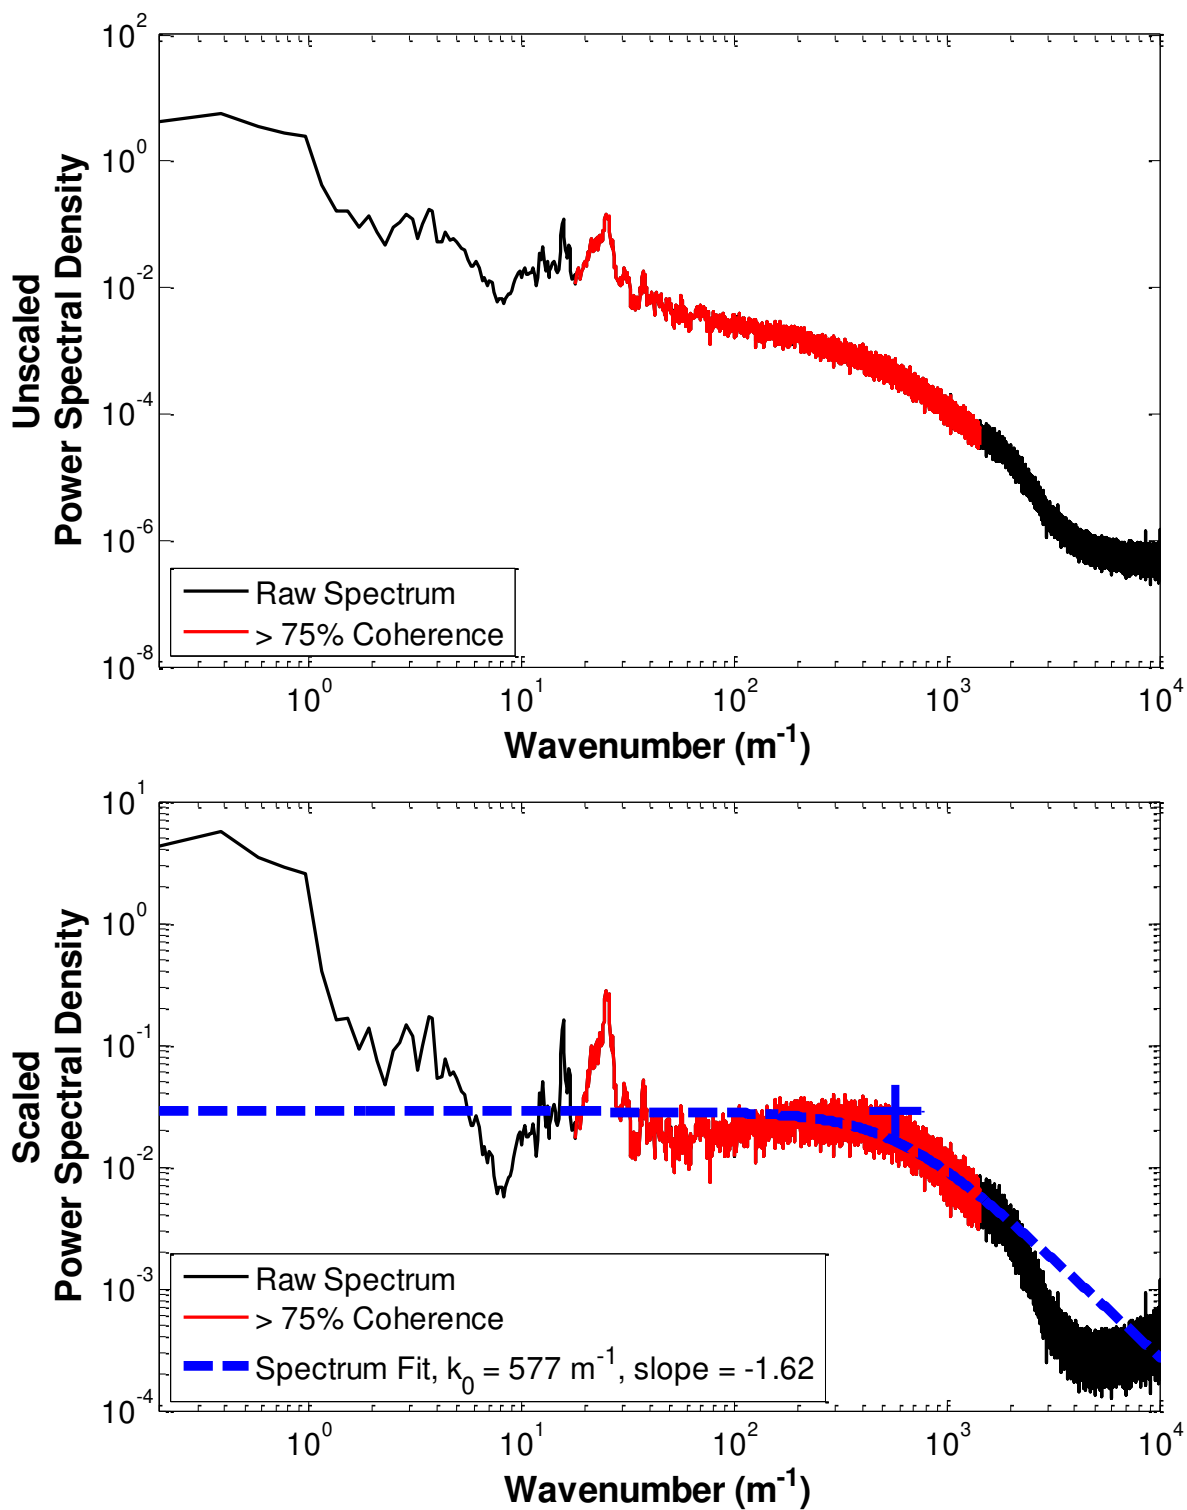 10^2
10^0
10^-2
10^-4
10^-6
10^-8
Unscaled
Power Spectral Density
Raw Spectrum
> 75% Coherence
10^0 10^1 10^2 10^3 10^4
Wavenumber (m^-1)
10^1
10^0
10^-1
10^-2
10^-3
10^-4
Scaled
Power Spectral Density
Raw Spectrum
> 75% Coherence
Spectrum Fit, k_0 = 577 m^-1, slope = -1.62
10^0 10^1 10^2 10^3 10^4
Wavenumber (m^-1)